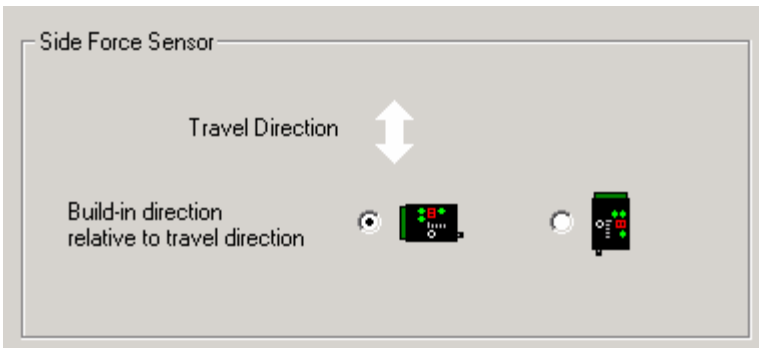 Side Force Sensor
Travel Direction
Build-in direction
relative to travel direction